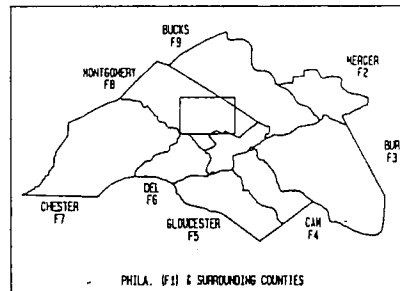 BUCKS
F9
MERCER
F2
MONTGOMERY
F8
BUR
F3
CHESTER
F7
DEL
F6
GLOUCESTER
F5
CAM
F4
PHILA. (F1) & SURROUNDING COUNTIES